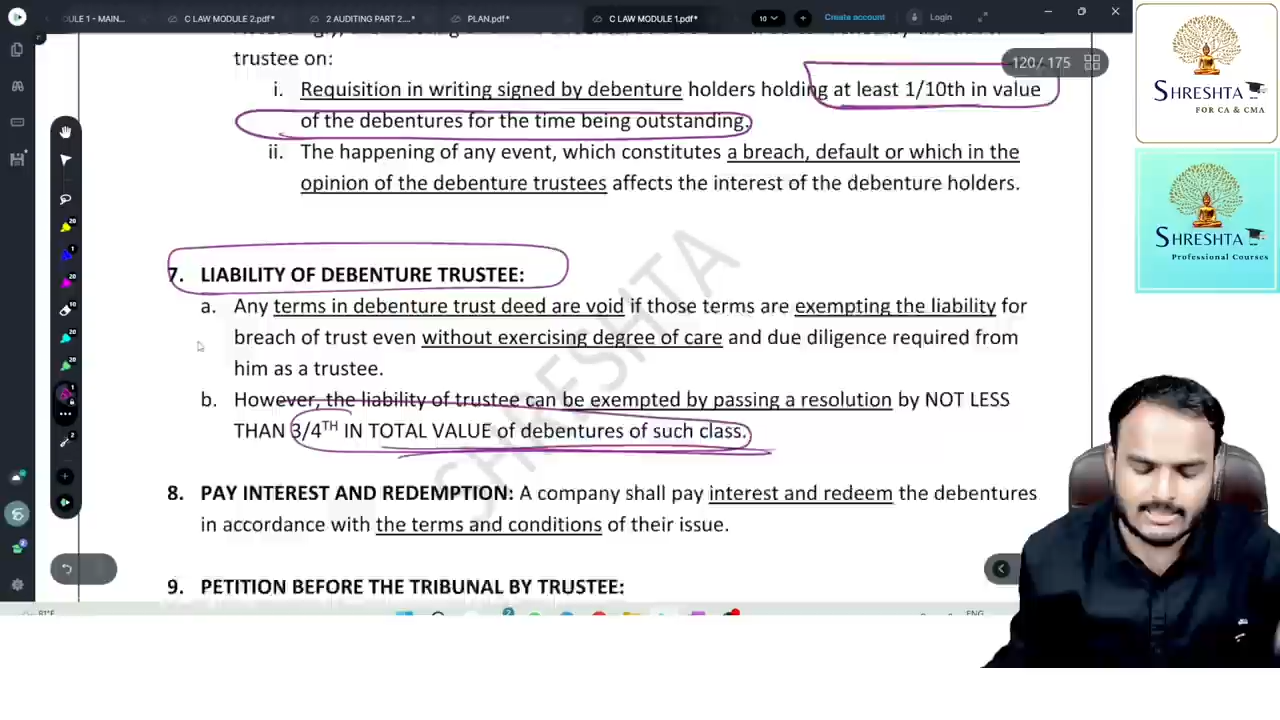 C LAW MODULE 2.pdf*
2 AUDITING PART 2....*
PLAN.pdf*
C LAW MODULE 1.pdf*
10
Create account
Login
trustee on:
120 / 175
i. Requisition in writing signed by debenture holders holding at least 1/10th in value
of the debentures for the time being outstanding.
ii. The happening of any event, which constitutes a breach, default or which in the
opinion of the debenture trustees affects the interest of the debenture holders.
7. LIABILITY OF DEBENTURE TRUSTEE:
a. Any terms in debenture trust deed are void if those terms are exempting the liability for
breach of trust even without exercising degree of care and due diligence required from
him as a trustee.
b. However, the liability of trustee can be exempted by passing a resolution by NOT LESS
THAN 3/4TH IN TOTAL VALUE of debentures of such class.
8. PAY INTEREST AND REDEMPTION: A company shall pay interest and redeem the debentures
in accordance with the terms and conditions of their issue.
9. PETITION BEFORE THE TRIBUNAL BY TRUSTEE:
SHRESHTA
SHRESHTA
FOR CA & CMA
SHRESHTA
Professional Courses